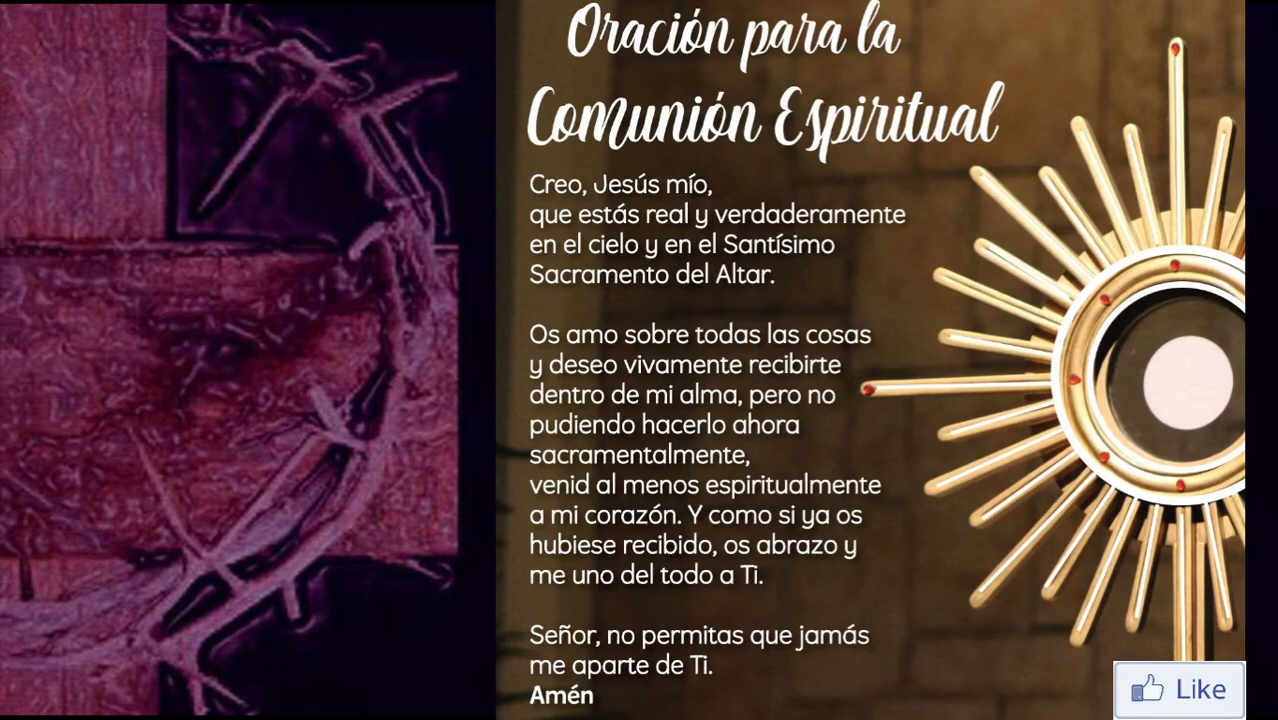 Oración para la
Comunión Espiritual
Creo, Jesús mío,
que estás real y verdaderamente
en el cielo y en el Santísimo
Sacramento del Altar.
Os amo sobre todas las cosas
y deseo vivamente recibirte
dentro de mi alma, pero no
pudiendo hacerlo ahora
sacramentalmente,
venid al menos espiritualmente
a mi corazón. Y como si ya os
hubiese recibido, os abrazo y
me uno del todo a Ti.
Señor, no permitas que jamás
me aparte de Ti.
Amén
Like